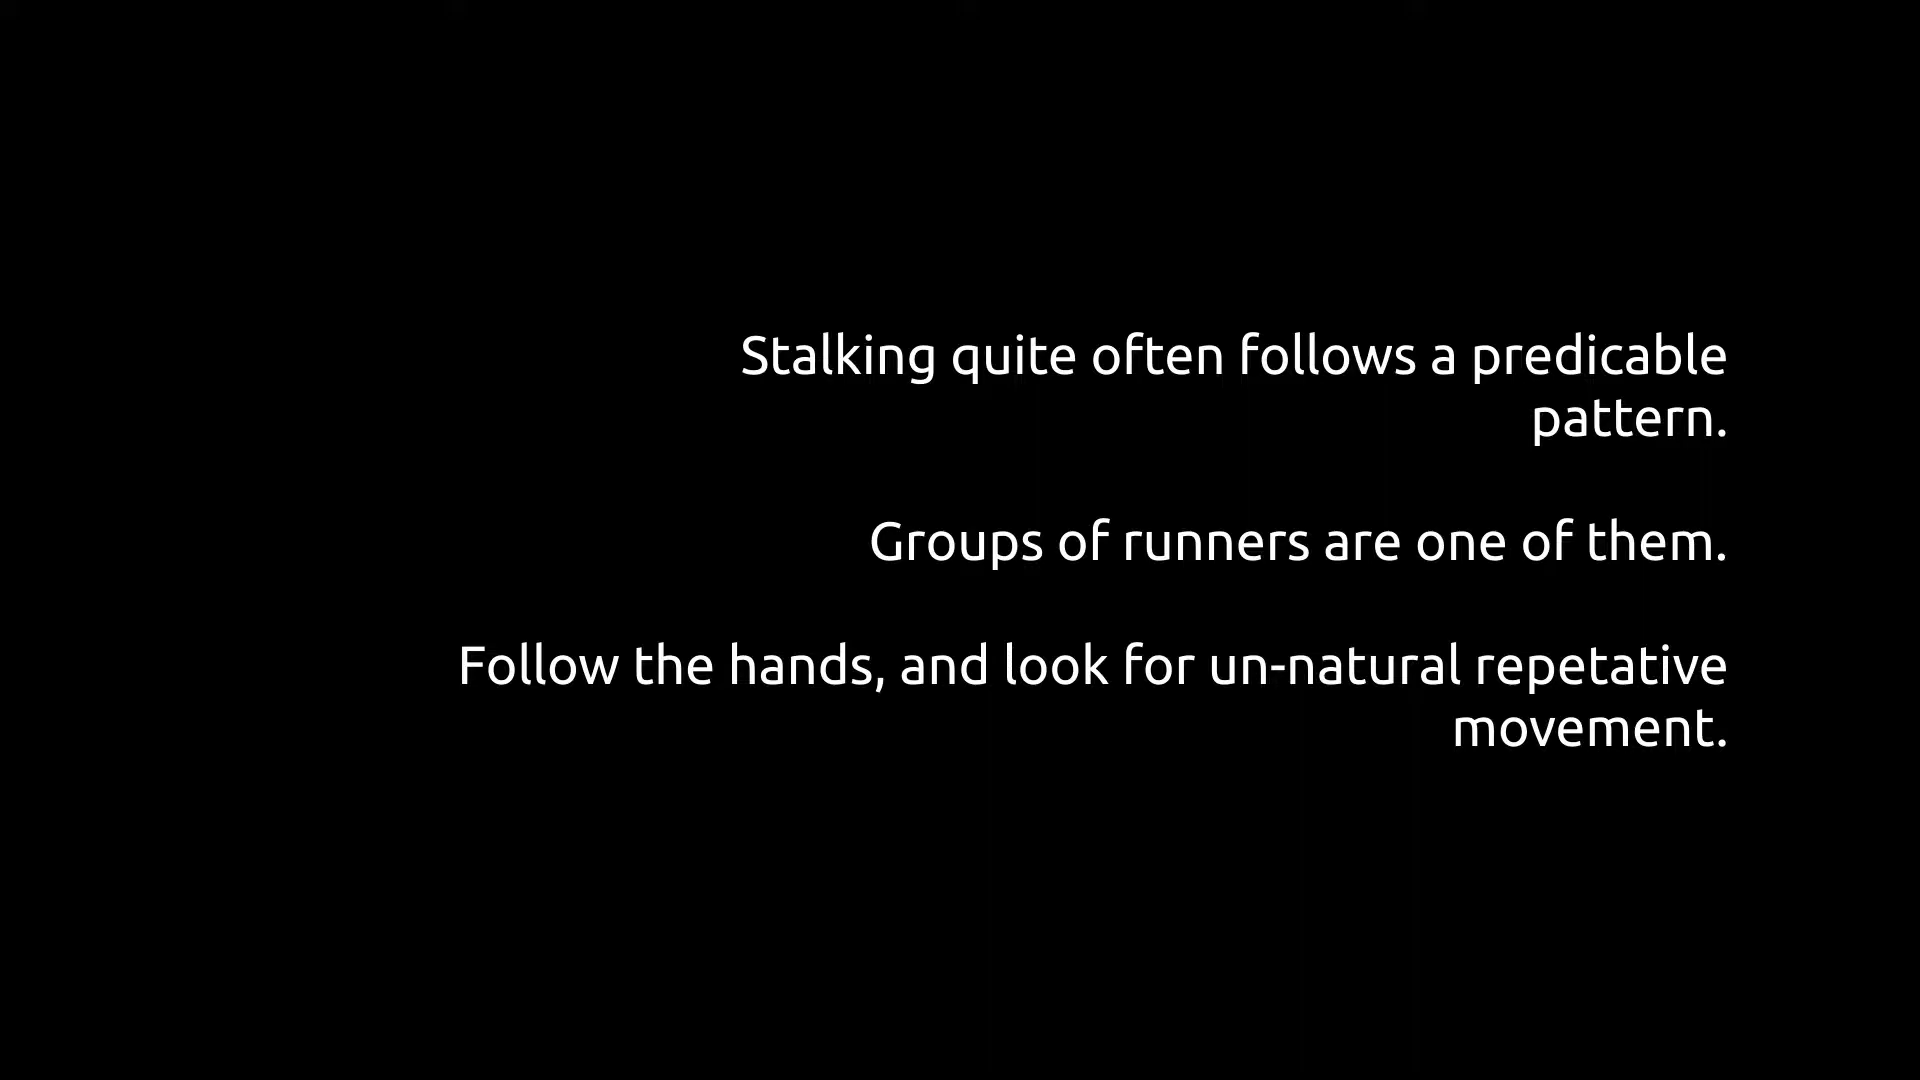 Stalking quite often follows a predicable
pattern.
Groups of runners are one of them.
Follow the hands, and look for un-natural repetative
movement.